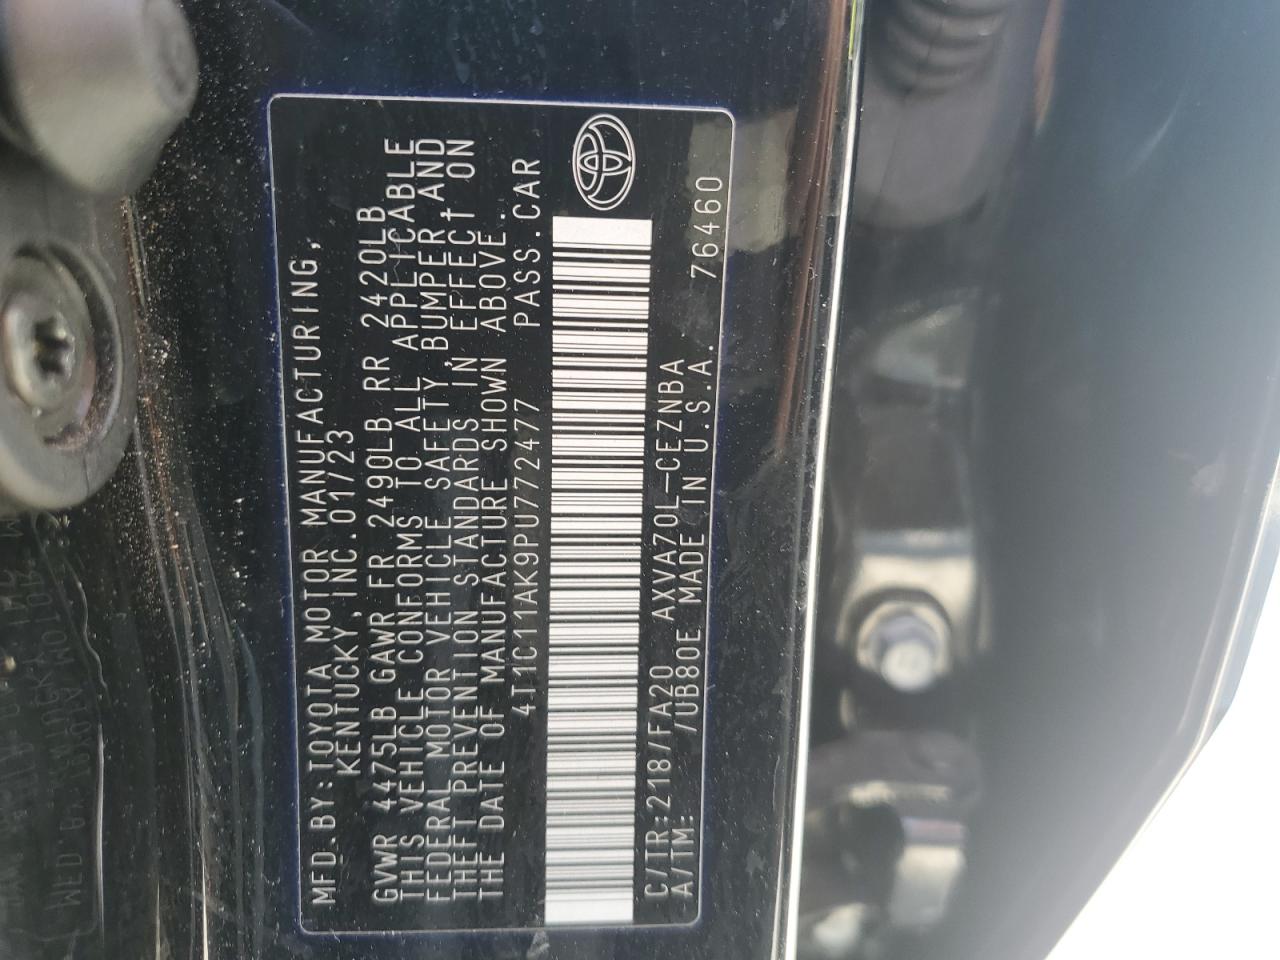 MFD.BY:TOYOTA MOTOR MANUFACTURING,
KENTUCKY,INC.01/23
GVWR 4475LB GAWR FR 2490LB RR 2420LB
THIS VEHICLE CONFORMS TO ALL APPLICABLE
FEDERAL MOTOR VEHICLE SAFETY,BUMPER AND
THEFT PREVENTION STANDARDS IN EFFECT ON
THE DATE OF MANUFACTURE SHOWN ABOVE.
4T1C11AK9PU772477 PASS.CAR
C/TR:218/FA20 AXVA70L-CEZNBA
A/TM: /UB80E MADE IN U.S.A. 76460